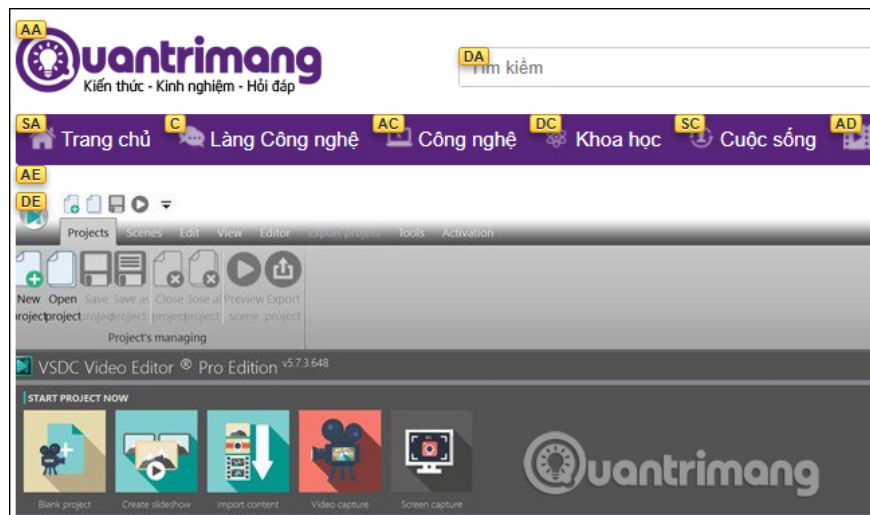 AA
Quantrimang
Kiến thức - Kinh nghiệm - Hỏi đáp
DA
Tìm kiếm
SA Trang chủ C Làng Công nghệ AC Công nghệ DC Khoa học SC Cuộc sống AD
AE
DE
Projects Scenes Edit View Editor Export project Tools Activation
New Open Save Save as Close Close al Preview Export
project project project project project project scene project
Project's managing
VSDC Video Editor ® Pro Edition v5.7.3.648
START PROJECT NOW
Blank project Create slideshow Import content Video capture Screen capture
Quantrimang